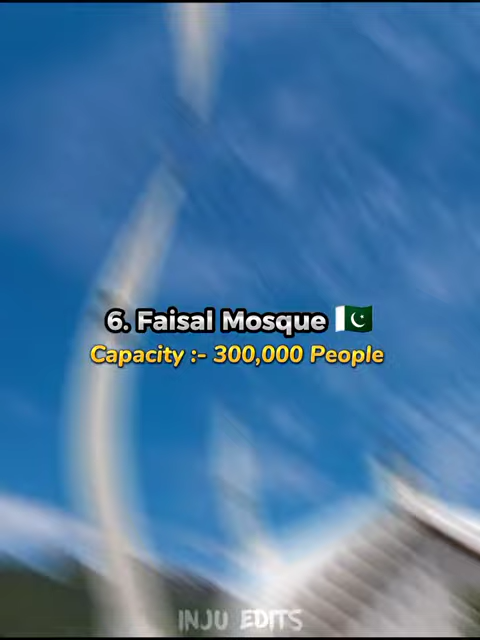 6. Faisal Mosque 🇵🇰
Capacity :- 300,000 People
INJU EDITS